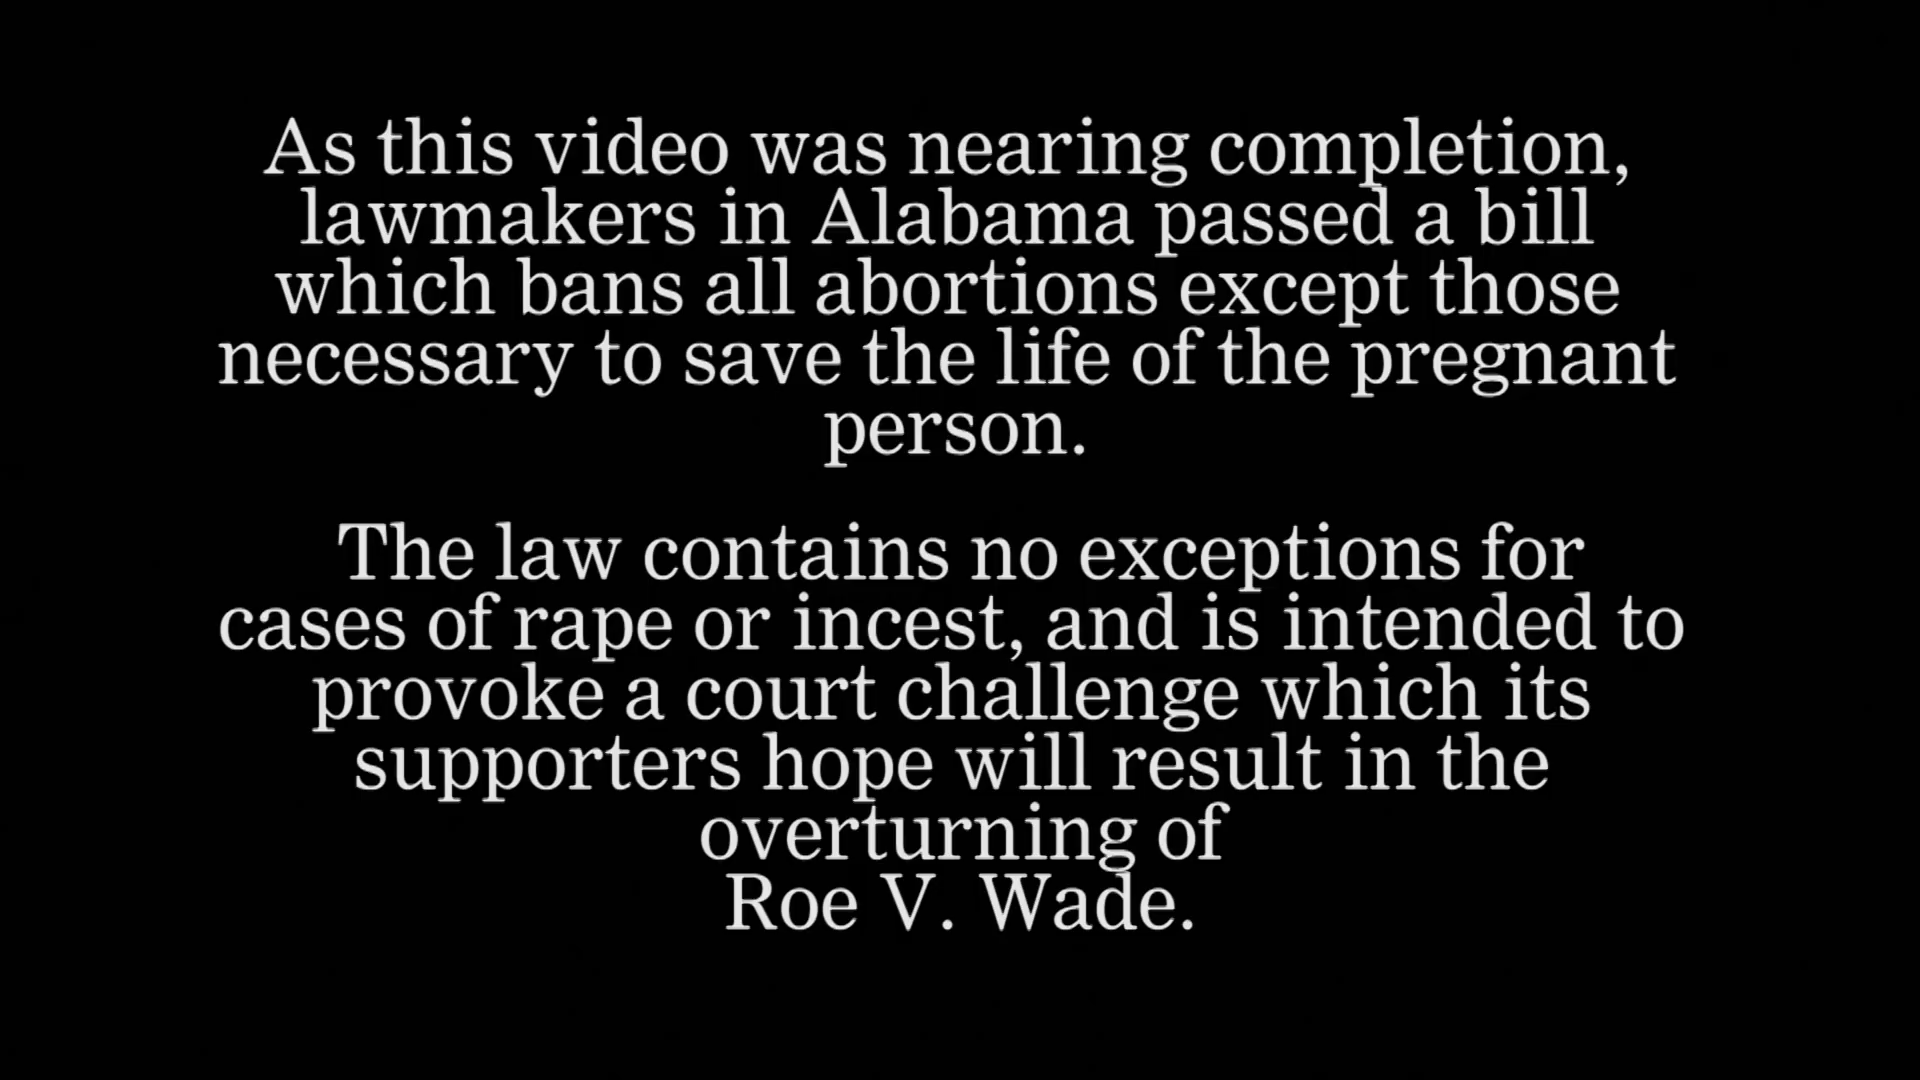 As this video was nearing completion,
lawmakers in Alabama passed a bill
which bans all abortions except those
necessary to save the life of the pregnant
person.
The law contains no exceptions for
cases of rape or incest, and is intended to
provoke a court challenge which its
supporters hope will result in the
overturning of
Roe V. Wade.